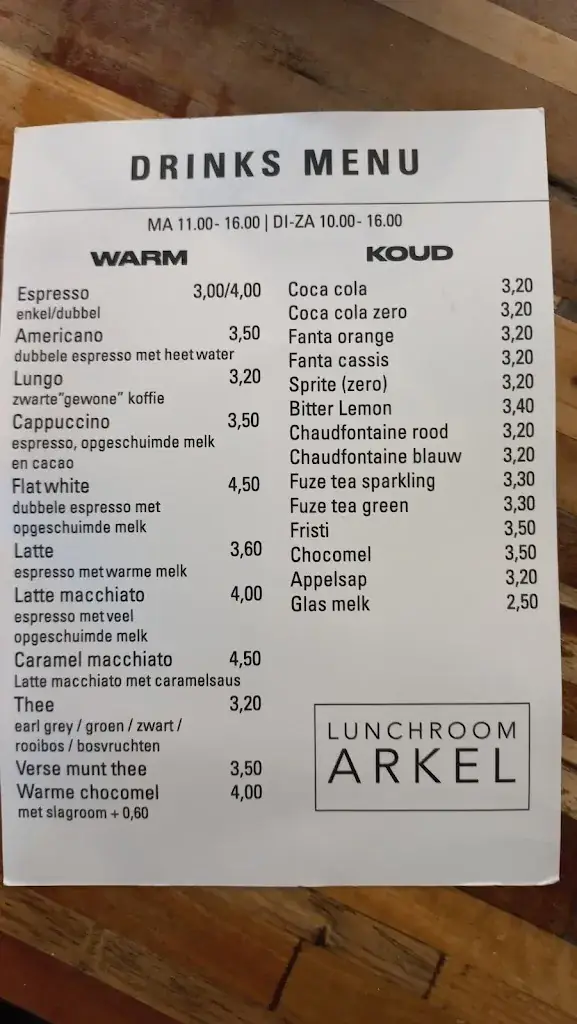 DRINKS MENU
MA 11.00- 16.00 | DI-ZA 10.00- 16.00
WARM
Espresso 3,00/4,00
enkel/dubbel
Americano 3,50
dubbele espresso met heet water
Lungo 3,20
zwarte "gewone" koffie
Cappuccino 3,50
espresso, opgeschuimde melk
en cacao
Flat white 4,50
dubbele espresso met
opgeschuimde melk
Latte 3,60
espresso met warme melk
Latte macchiato 4,00
espresso met veel
opgeschuimde melk
Caramel macchiato 4,50
Latte macchiato met caramelsaus
Thee 3,20
earl grey / groen / zwart /
rooibos / bosvruchten
Verse munt thee 3,50
Warme chocomel 4,00
met slagroom + 0,60
KOUD
Coca cola 3,20
Coca cola zero 3,20
Fanta orange 3,20
Fanta cassis 3,20
Sprite (zero) 3,20
Bitter Lemon 3,40
Chaudfontaine rood 3,20
Chaudfontaine blauw 3,20
Fuze tea sparkling 3,30
Fuze tea green 3,30
Fristi 3,50
Chocomel 3,50
Appelsap 3,20
Glas melk 2,50
LUNCHROOM
ARKEL